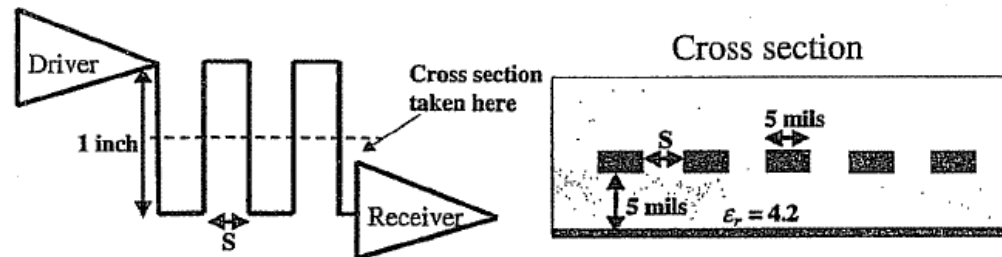 Driver
1 inch
S
Cross section
taken here
Receiver
Cross section
5 mils
S
5 mils
εr = 4.2